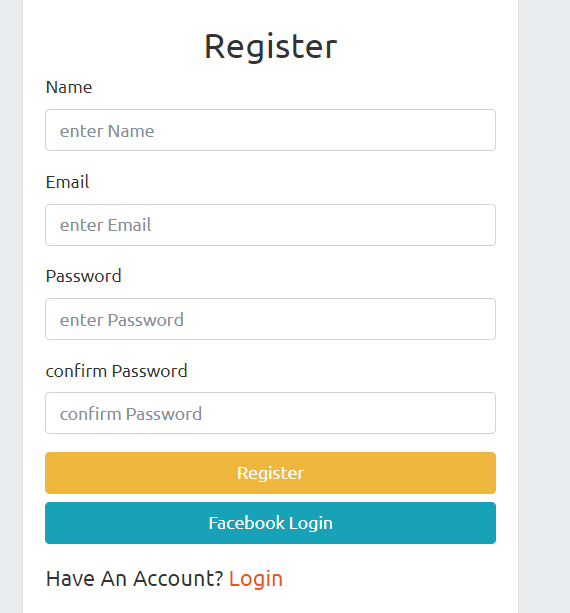 Register
Name
enter Name
Email
enter Email
Password
enter Password
confirm Password
confirm Password
Register
Facebook Login
Have An Account? Login